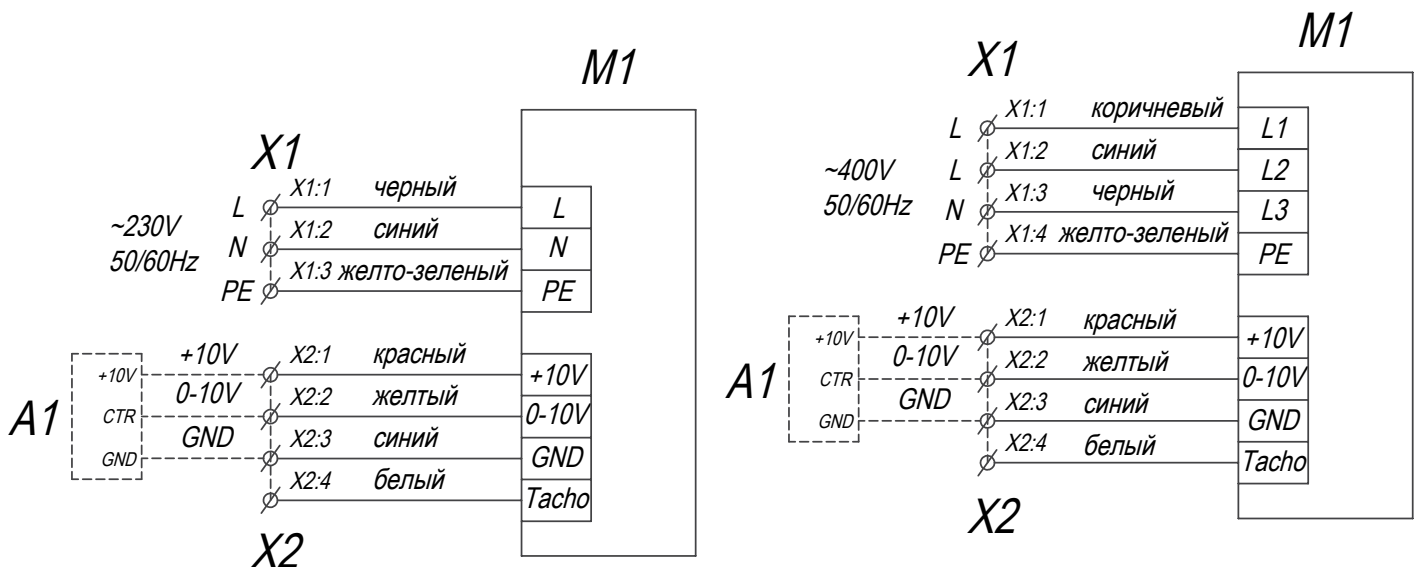 M1
X1
~230V
50/60Hz
L X1:1 черный L
N X1:2 синий N
PE X1:3 желто-зеленый PE
A1
+10V +10V X2:1 красный +10V
CTR 0-10V X2:2 желтый 0-10V
GND GND X2:3 синий GND
X2:4 белый Tacho
X2
M1
X1
~400V
50/60Hz
L X1:1 коричневый L1
L X1:2 синий L2
N X1:3 черный L3
PE X1:4 желто-зеленый PE
A1
+10V +10V X2:1 красный +10V
CTR 0-10V X2:2 желтый 0-10V
GND GND X2:3 синий GND
X2:4 белый Tacho
X2